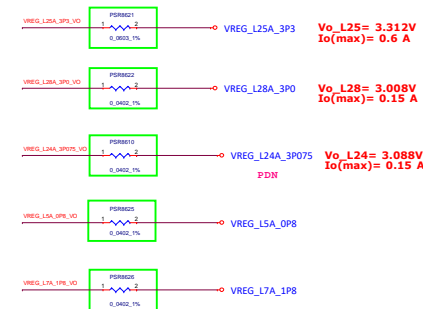 PSR8621
VREG_L25A_3P3_VO 1 2 VREG_L25A_3P3 Vo_L25= 3.312V
0_0603_1% Io(max)= 0.6 A
PSR8622
VREG_L28A_3P0_VO 1 2 VREG_L28A_3P0 Vo_L28= 3.008V
0_0402_1% Io(max)= 0.15 A
PSR8610
VREG_L24A_3P075_VO 1 2 VREG_L24A_3P075 Vo_L24= 3.088V
0_0402_1% PDN Io(max)= 0.15 A
PSR8625
VREG_L5A_0P8_VO 1 2 VREG_L5A_0P8
0_0402_1%
PSR8626
VREG_L7A_1P8_VO 1 2 VREG_L7A_1P8
0_0402_1%